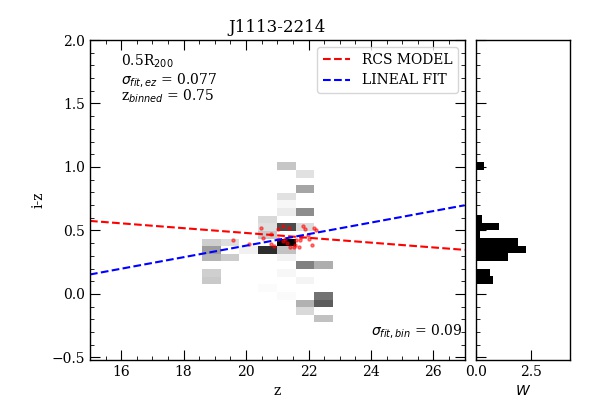 J1113-2214
0.5R200
σfit,ez = 0.077
zbinned = 0.75
RCS MODEL
LINEAL FIT
σfit,bin = 0.09
2.0
1.5
1.0
0.5
0.0
−0.5
i-z
16 18 20 22 24 26
z
0.0 2.5
W